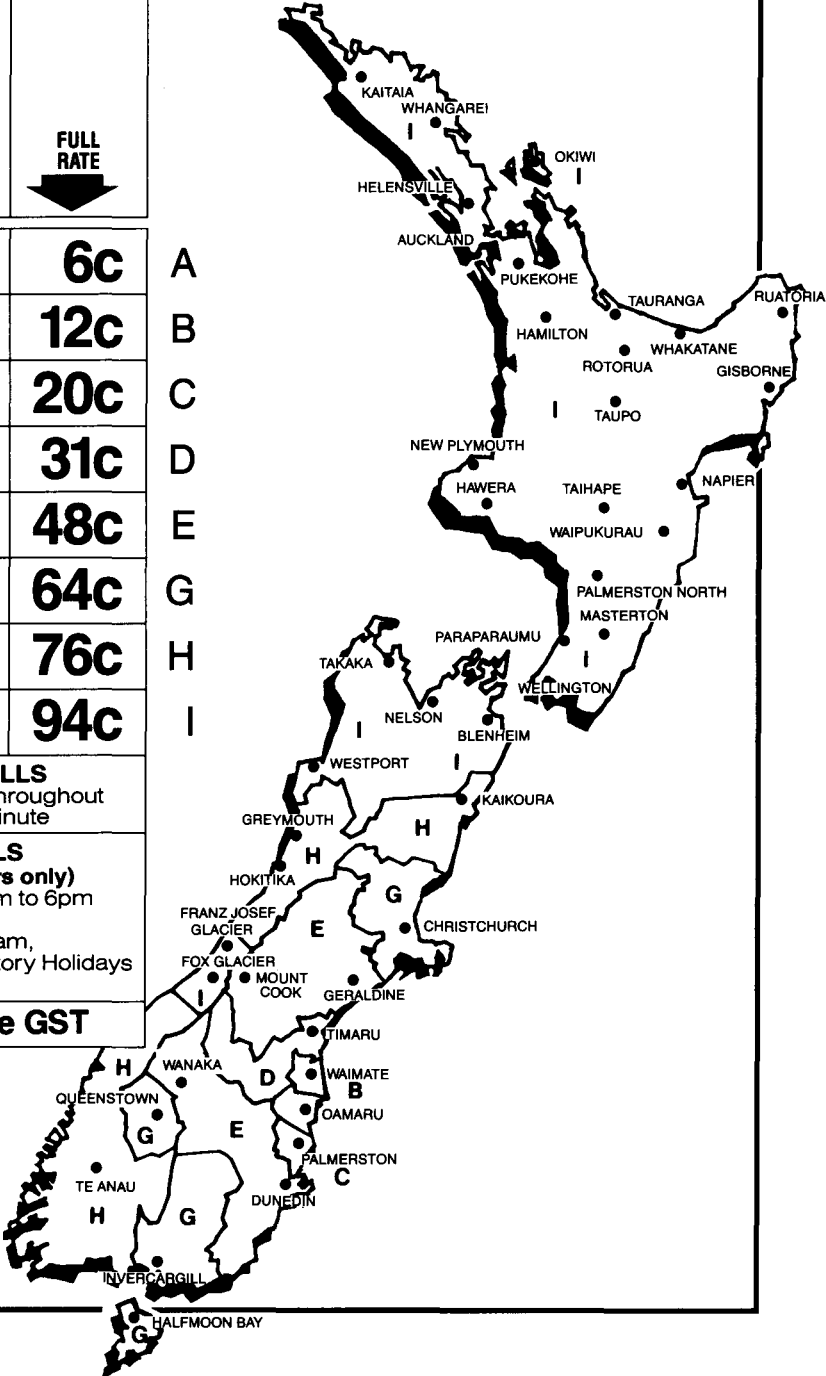 FULL
RATE
6c A
12c B
20c C
31c D
48c E
64c G
76c H
94c I
LLS
hroughout
inute
LS
rs only)
m to 6pm
am,
tory Holidays
e GST
KAITAIA
WHANGAREI
I
OKIWI
I
HELENSVILLE
AUCKLAND
PUKEKOHE
TAURANGA
RUATORIA
HAMILTON
WHAKATANE
ROTORUA
GISBORNE
I
TAUPO
NEW PLYMOUTH
HAWERA
TAIHAPE
NAPIER
WAIPUKURAU
PALMERSTON NORTH
MASTERTON
PARAPARAUMU
I
WELLINGTON
TAKAKA
NELSON
I
BLENHEIM
WESTPORT
I
KAIKOURA
GREYMOUTH
H
H
HOKITIKA
G
FRANZ JOSEF
GLACIER
E
CHRISTCHURCH
FOX GLACIER
MOUNT
COOK
GERALDINE
I
TIMARU
H
WANAKA
D
WAIMATE
B
QUEENSTOWN
OAMARU
G
E
PALMERSTON
C
TE ANAU
DUNEDIN
H
G
INVERCARGILL
HALFMOON BAY
G